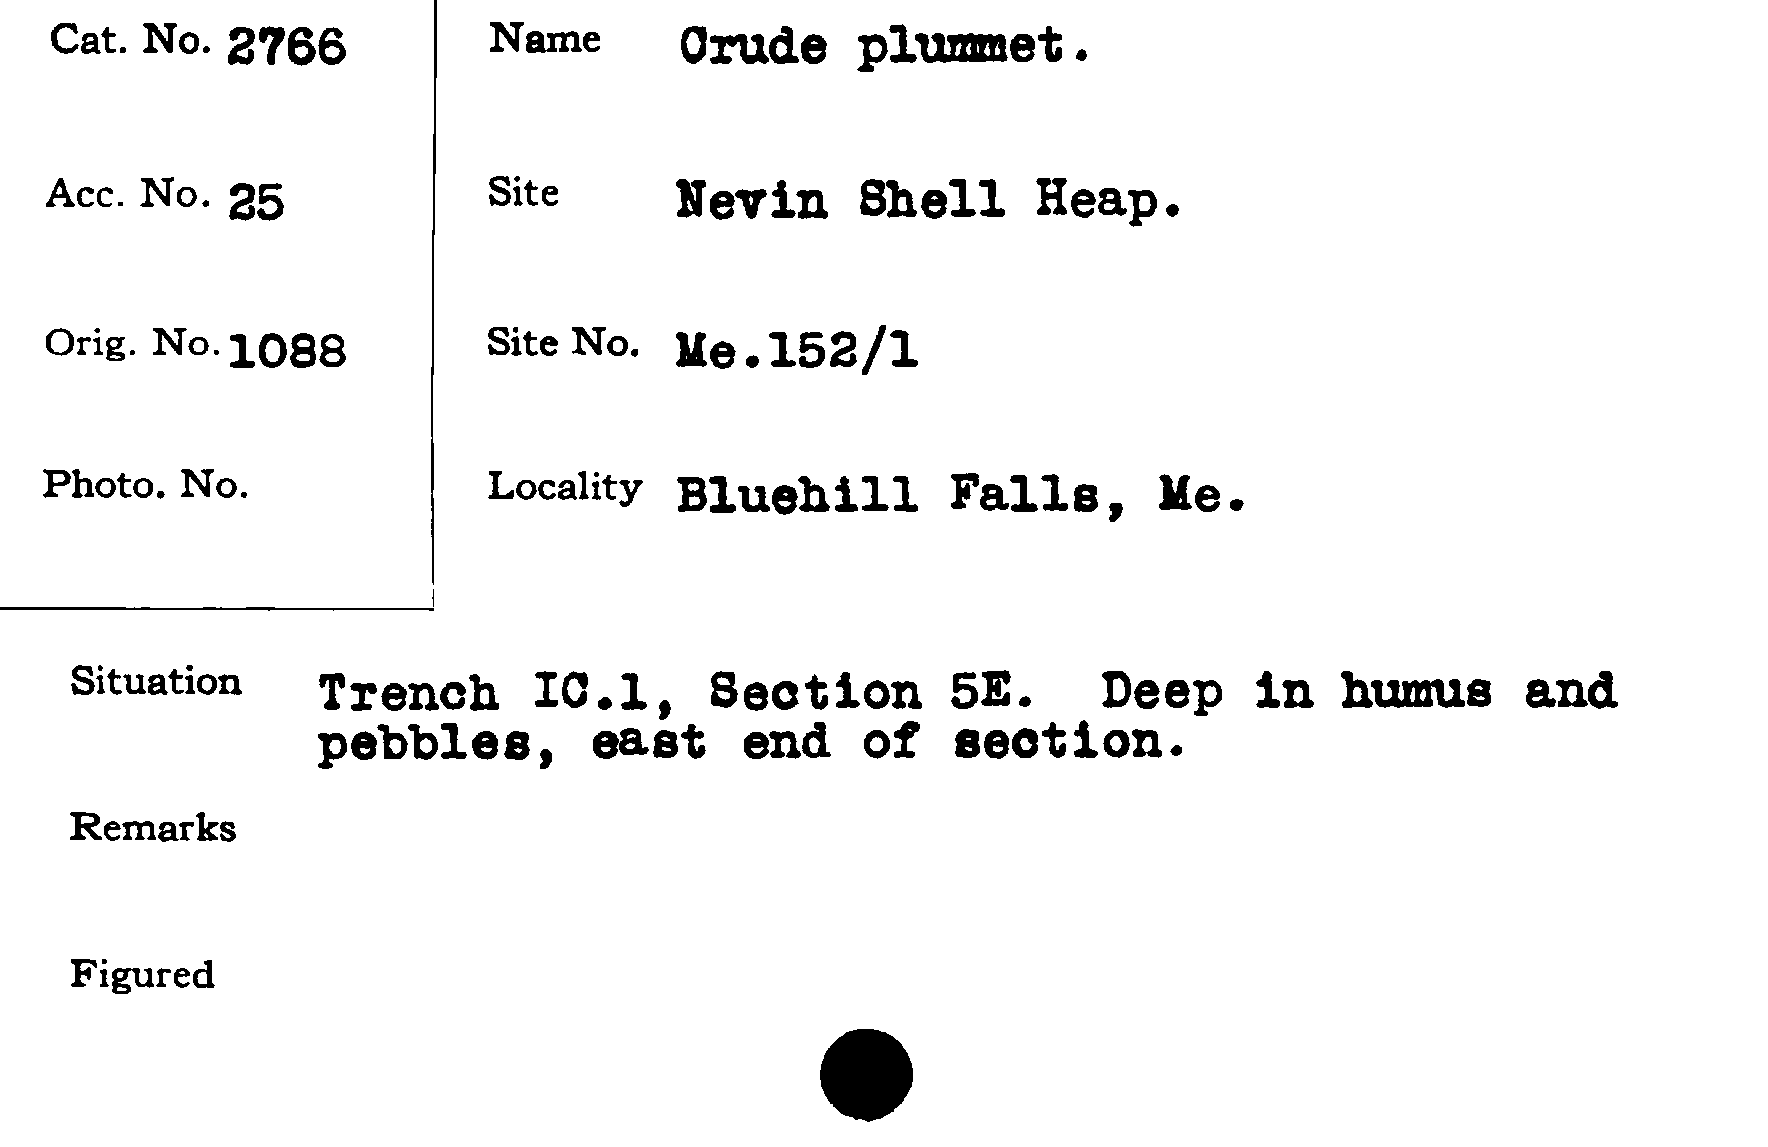 Cat. No. 2766
Acc. No. 25
Orig. No. 1088
Photo. No.
Name Crude plummet.
Site Nevin Shell Heap.
Site No. Me.152/1
Locality Bluehill Falls, Me.
Situation Trench IC.1, Section 5E. Deep in humus and
pebbles, east end of section.
Remarks
Figured